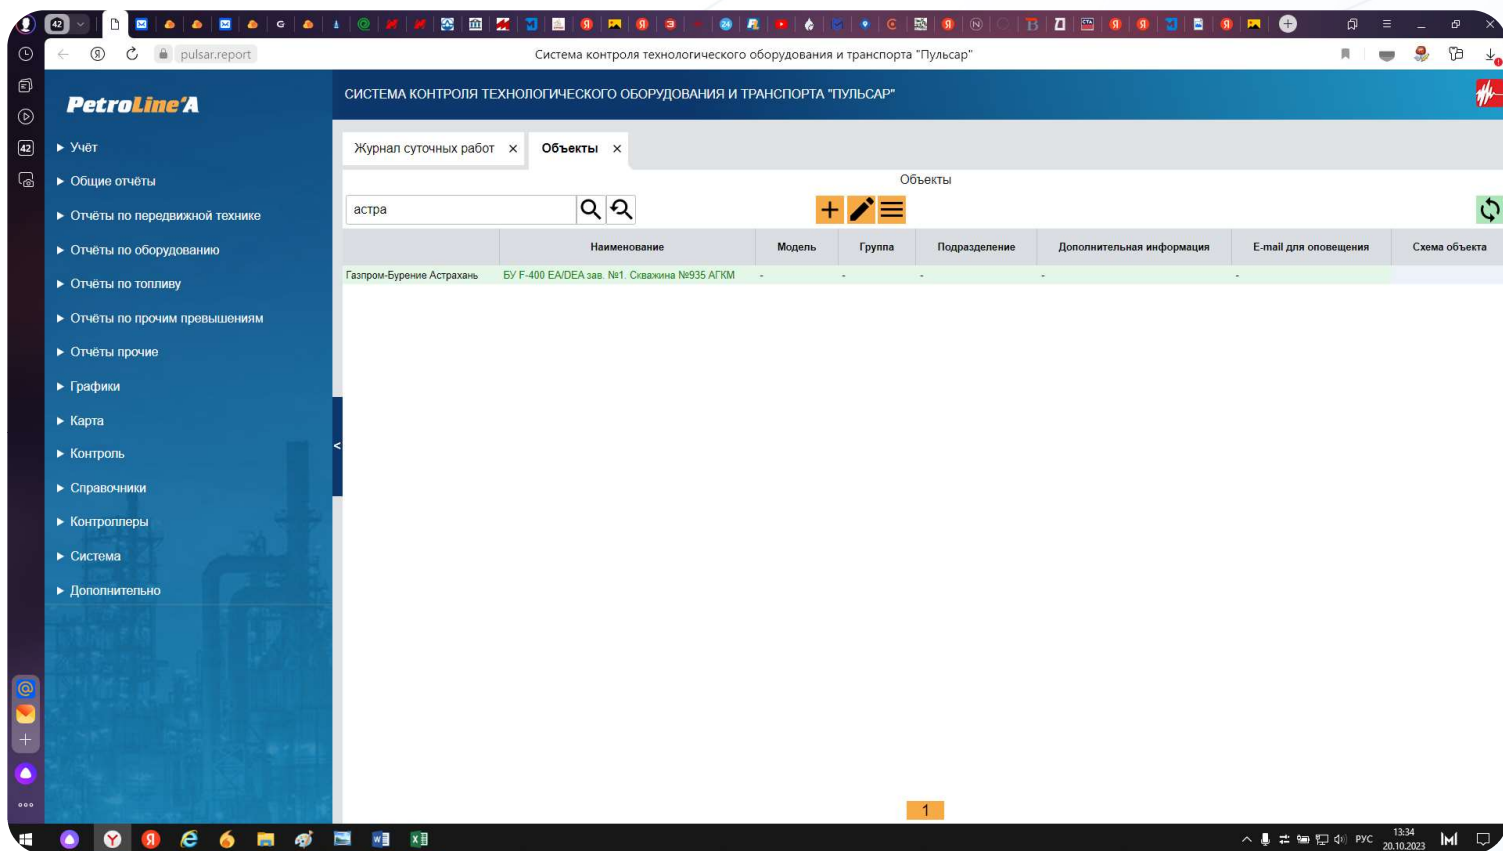 42
pulsar.report
Система контроля технологического оборудования и транспорта "Пульсар"
PetroLine'A
СИСТЕМА КОНТРОЛЯ ТЕХНОЛОГИЧЕСКОГО ОБОРУДОВАНИЯ И ТРАНСПОРТА "ПУЛЬСАР"
42
Учёт
Общие отчёты
Отчёты по передвижной технике
Отчёты по оборудованию
Отчёты по топливу
Отчёты по прочим превышениям
Отчёты прочие
Графики
Карта
Контроль
Справочники
Контроллеры
Система
Дополнительно
Журнал суточных работ x
Объекты x
Объекты
астра
Наименование Модель Группа Подразделение Дополнительная информация E-mail для оповещения Схема объекта
Газпром-Бурение Астрахань БУ F-400 EA/DEA зав. №1. Скважина №935 АГКМ - - - - -
<
1
РУС
13:34
20.10.2023